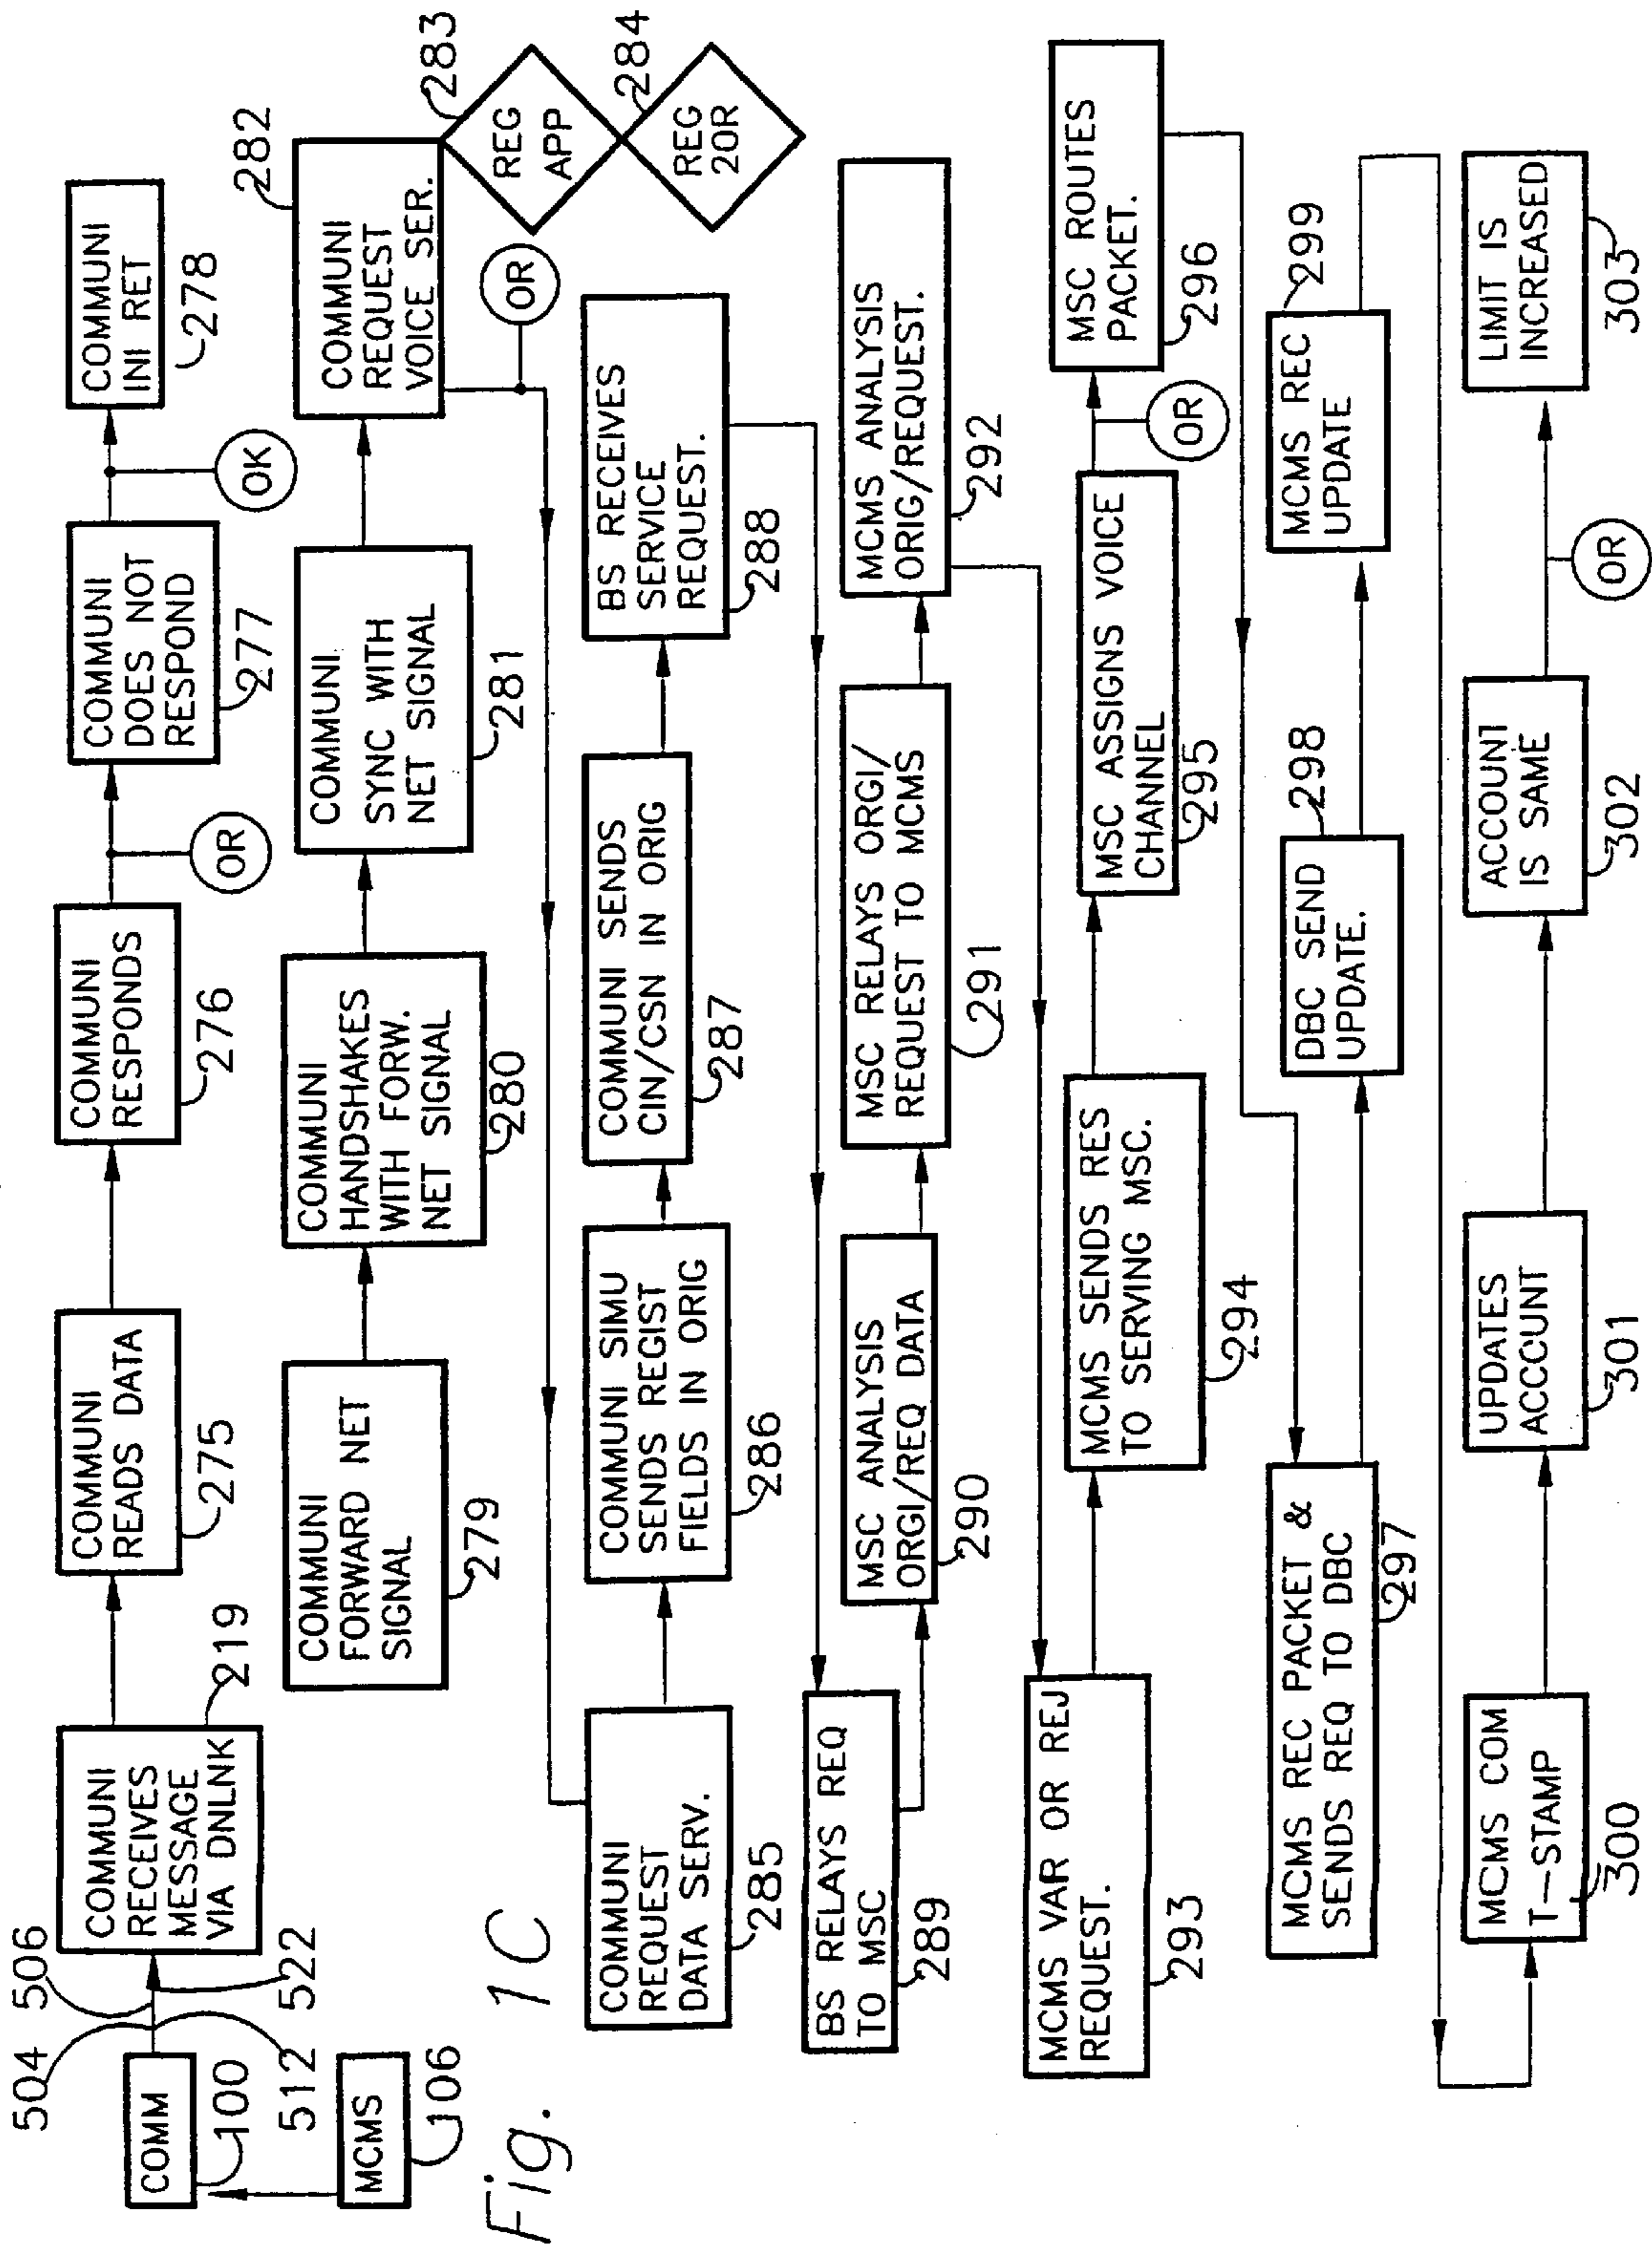 504
506
COMM
100
512
522
MCMS
106
COMMUNI
RECEIVES
MESSAGE
VIA DNLNK
219
COMMUNI
READS DATA
275
COMMUNI
RESPONDS
276
OR
COMMUNI
DOES NOT
RESPOND
277
OK
COMMUNI
INI RET
278
COMMUNI
FORWARD NET
SIGNAL
279
COMMUNI
HANDSHAKES
WITH FORW.
NET SIGNAL
280
COMMUNI
SYNC WITH
NET SIGNAL
281
COMMUNI
REQUEST
VOICE SER.
282
REG
APP
283
REG
20R
284
OR
Fig. 1C
COMMUNI
REQUEST
DATA SERV.
285
COMMUNI SIMU
SENDS REGIST
FIELDS IN ORIG
286
COMMUNI SENDS
CIN/CSN IN ORIG
287
BS RECEIVES
SERVICE
REQUEST.
288
BS RELAYS REQ
TO MSC
289
MSC ANALYSIS
ORGI/REQ DATA
290
MSC RELAYS ORGI/
REQUEST TO MCMS
291
MCMS ANALYSIS
ORIG/REQUEST.
292
MCMS VAR OR REJ
REQUEST.
293
MCMS SENDS RES
TO SERVING MSC.
294
MSC ASSIGNS VOICE
CHANNEL
295
OR
MSC ROUTES
PACKET.
296
MCMS REC PACKET &
SENDS REQ TO DBC
297
DBC SEND
UPDATE.
298
MCMS REC
UPDATE
299
MCMS COM
T-STAMP
300
UPDATES
ACCOUNT
301
ACCOUNT
IS SAME
302
OR
LIMIT IS
INCREASED
303